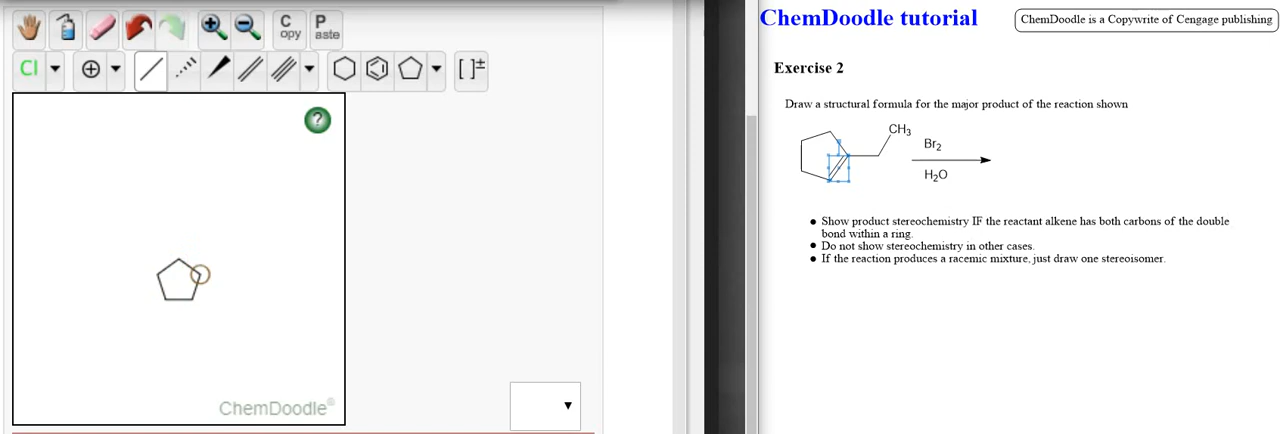 C
opy
P
aste
Cl
[ ]±
?
ChemDoodle®
ChemDoodle tutorial
ChemDoodle is a Copywrite of Cengage publishing
Exercise 2
Draw a structural formula for the major product of the reaction shown
CH3
Br2
H2O
● Show product stereochemistry IF the reactant alkene has both carbons of the double
bond within a ring.
● Do not show stereochemistry in other cases.
● If the reaction produces a racemic mixture, just draw one stereoisomer.